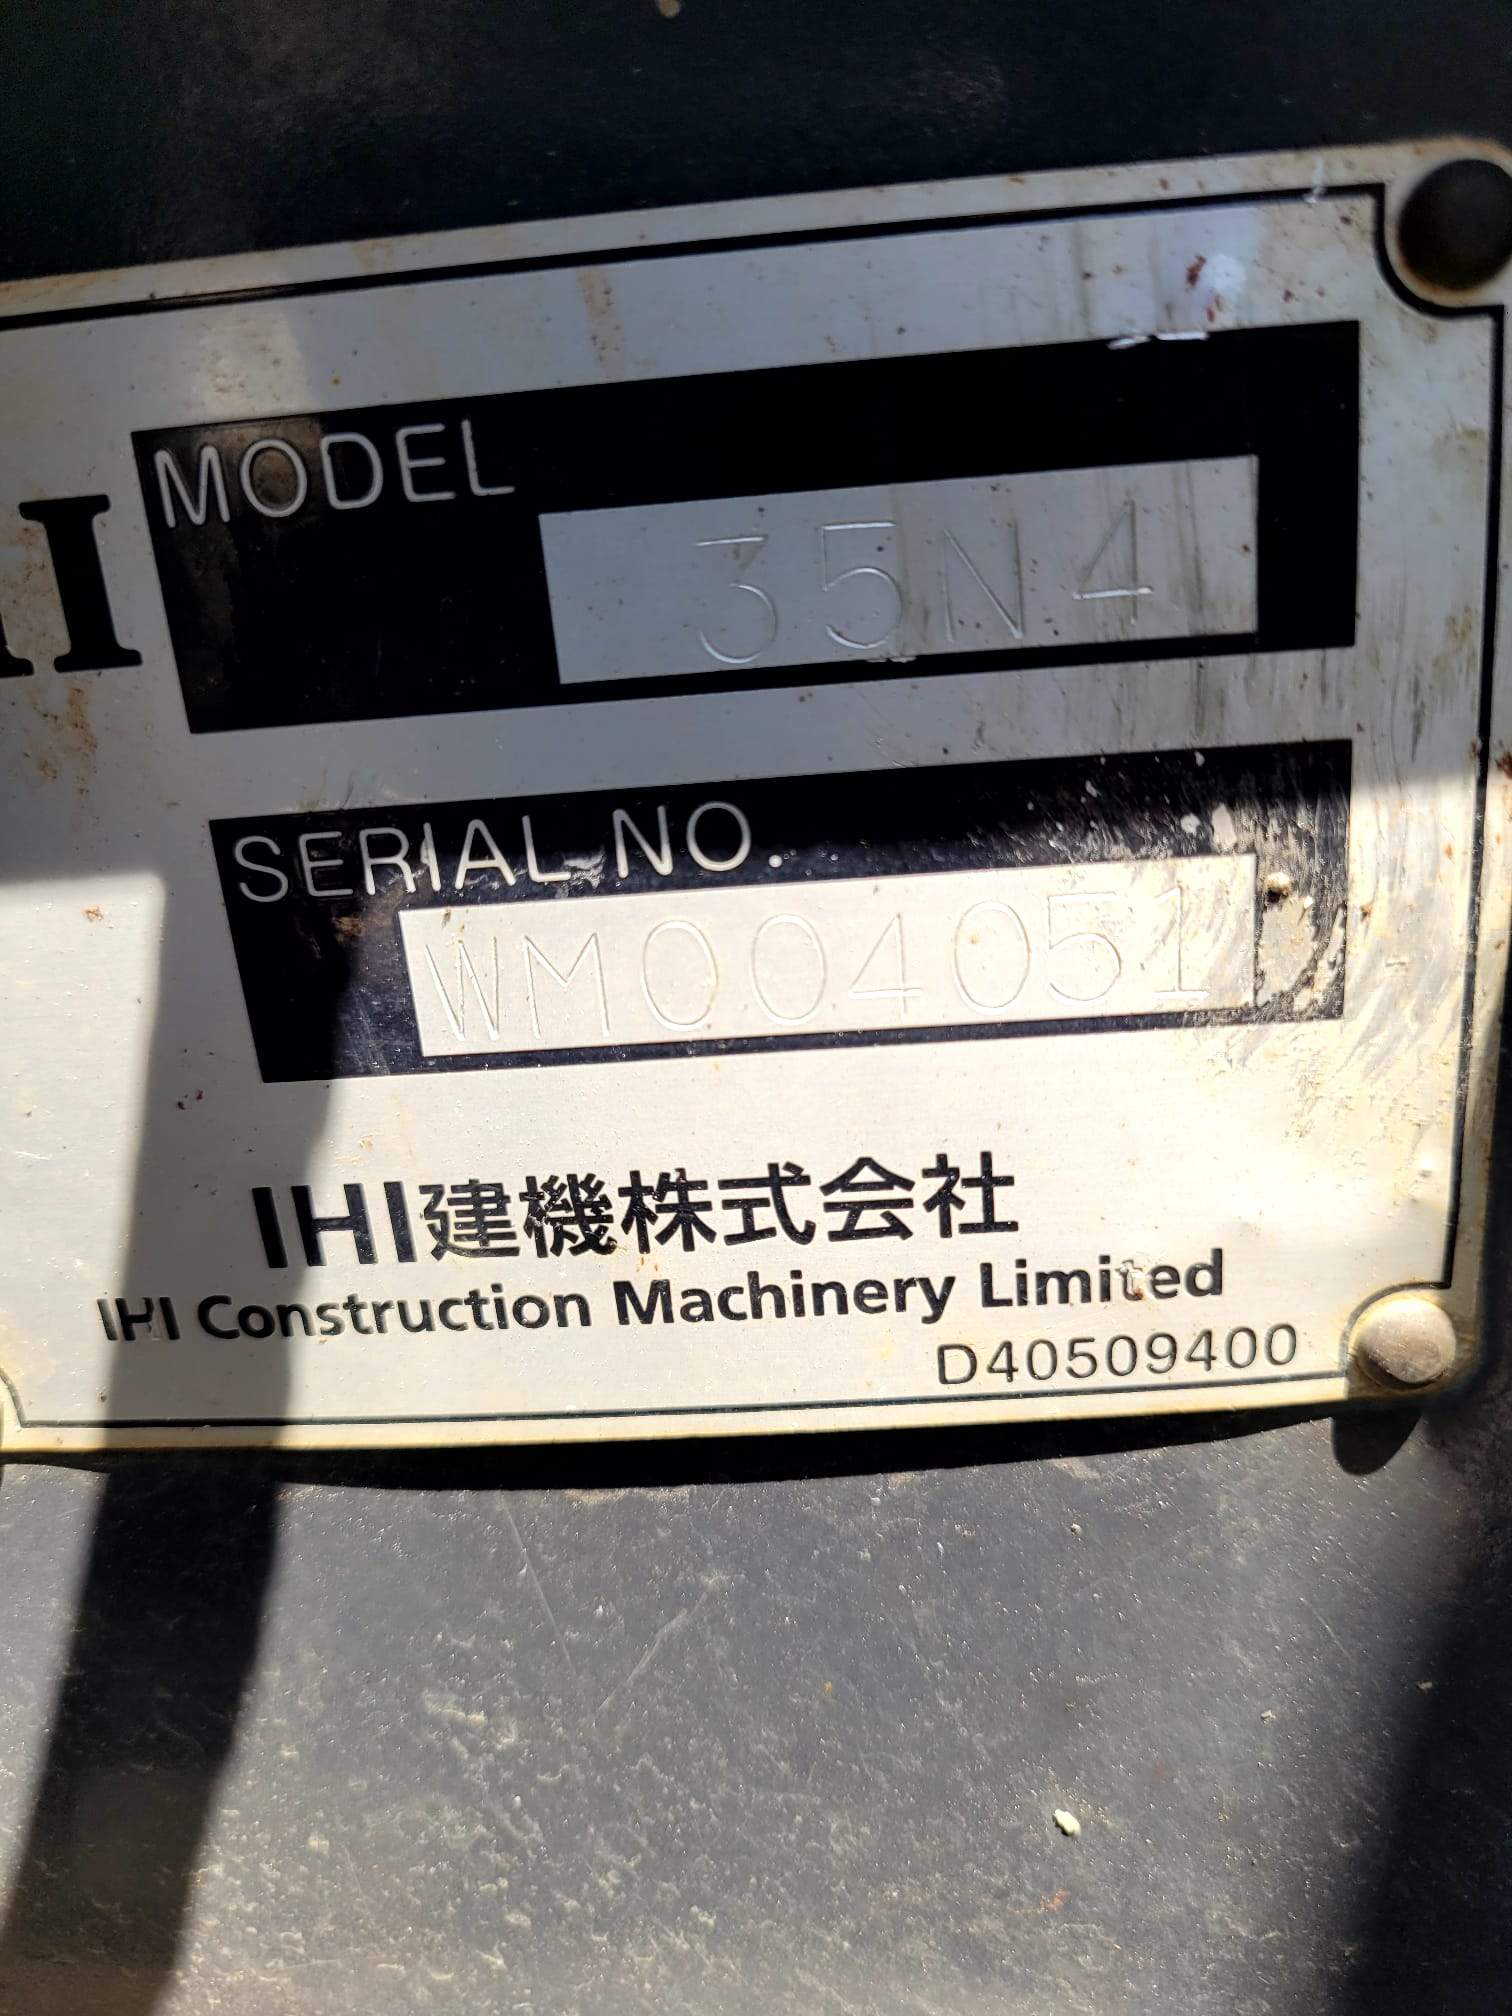 HI
MODEL
35N4
SERIAL NO.
WM004051
IHI建機株式会社
IHI Construction Machinery Limited
D40509400